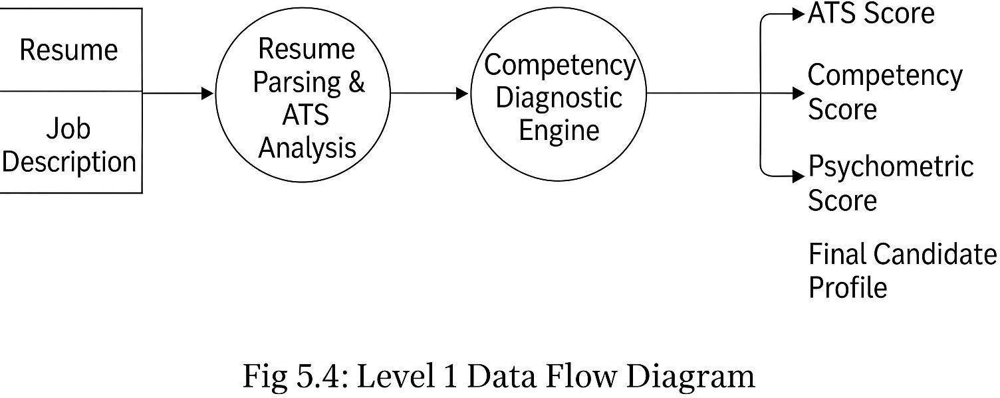 Resume
Job
Description
Resume
Parsing &
ATS
Analysis
Competency
Diagnostic
Engine
ATS Score
Competency
Score
Psychometric
Score
Final Candidate
Profile
Fig 5.4: Level 1 Data Flow Diagram